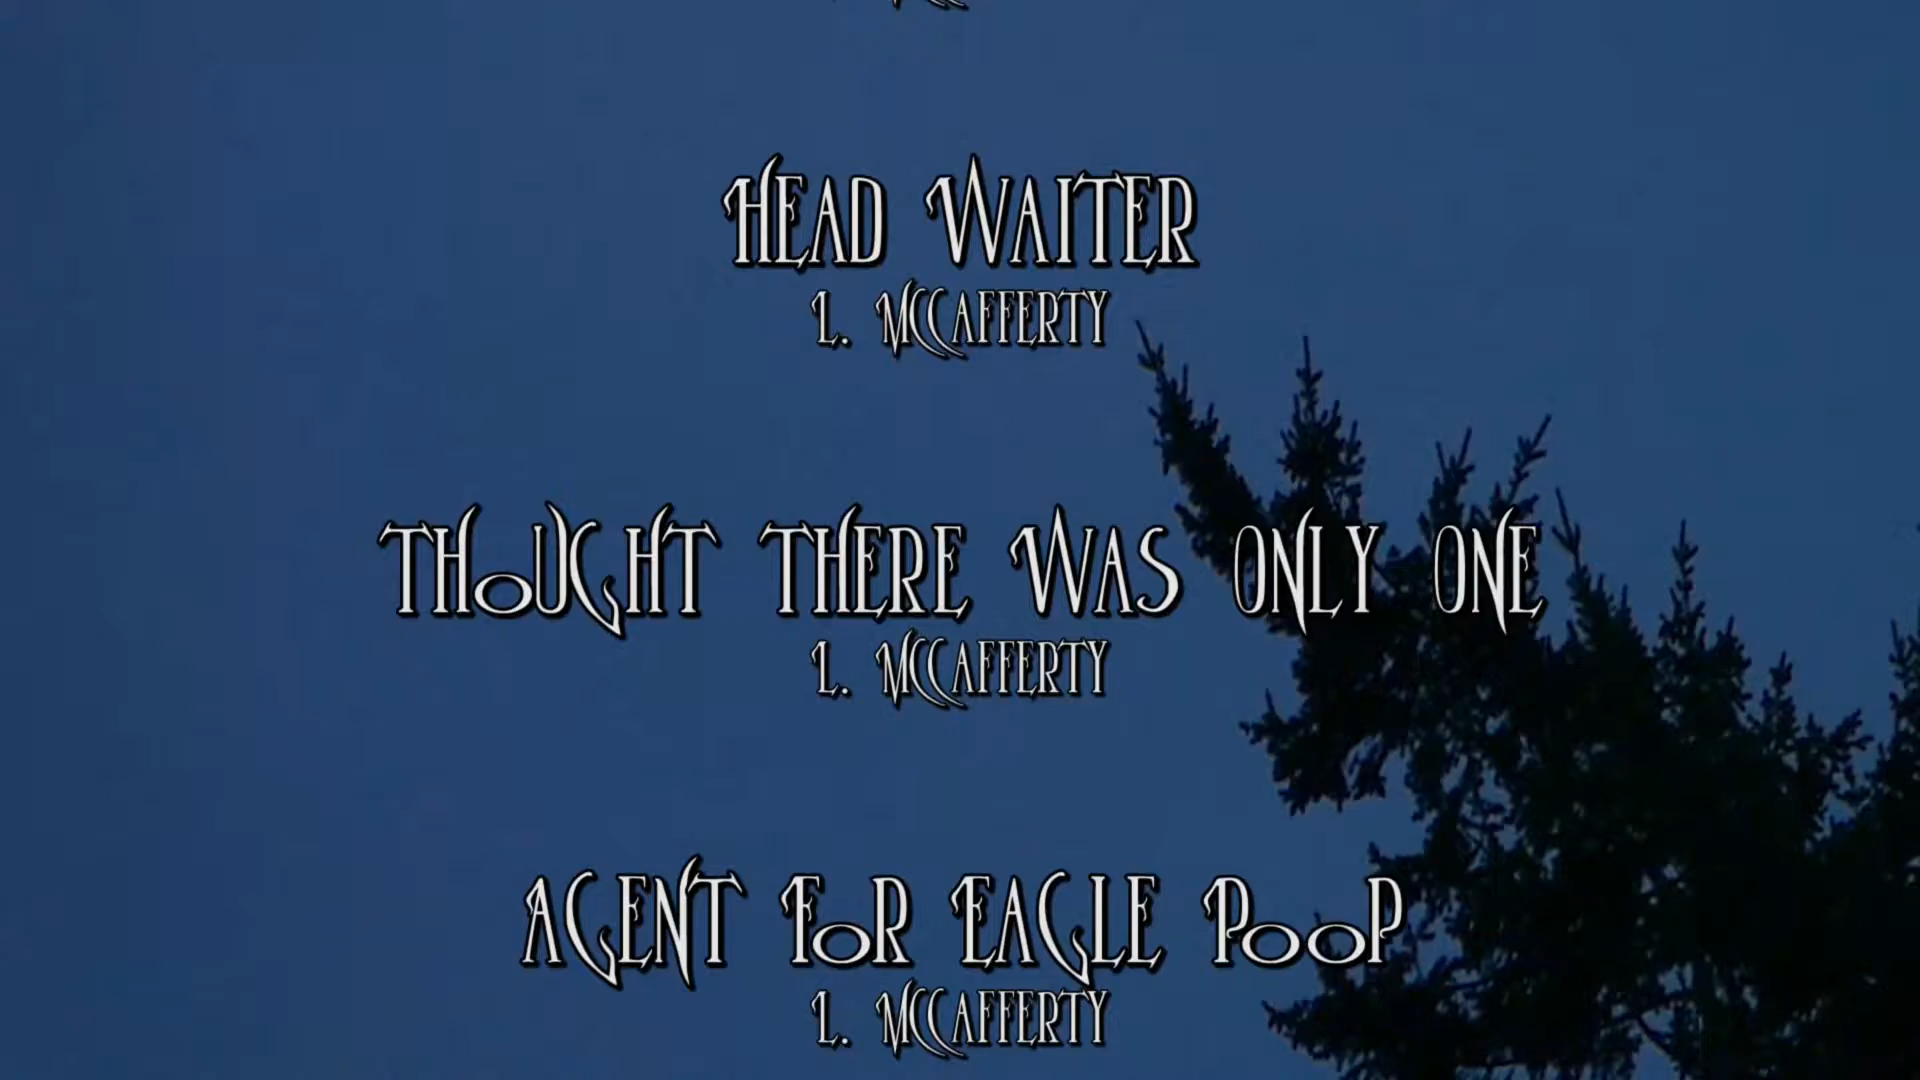 Head Waiter
L. McCafferty
Thought There Was only one
L. McCafferty
Agent For Eagle Poop
L. McCafferty